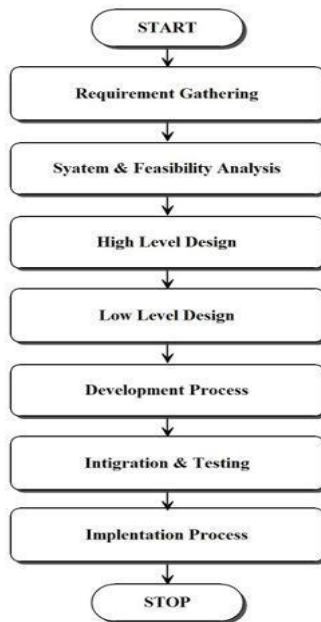 START
Requirement Gathering
Syatem & Feasibility Analysis
High Level Design
Low Level Design
Development Process
Intigration & Testing
Implentation Process
STOP